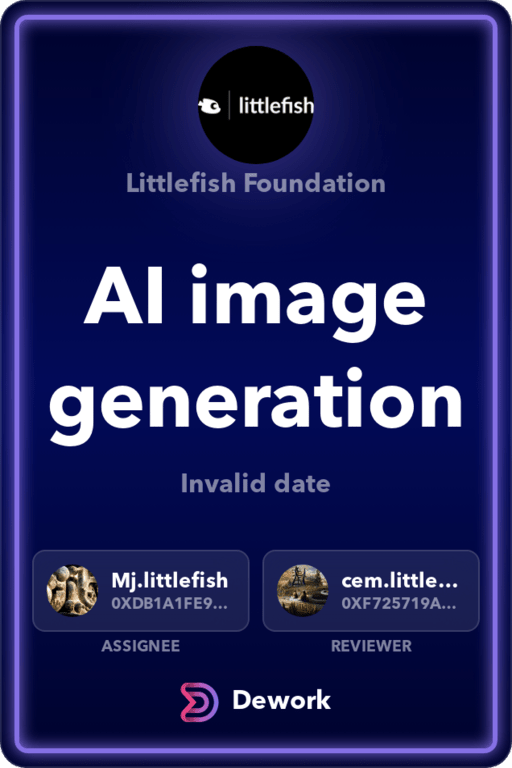 littlefish
Littlefish Foundation
AI image
generation
Invalid date
Mj.littlefish
0XDB1A1FE9...
ASSIGNEE
cem.little...
0XF725719A...
REVIEWER
Dework